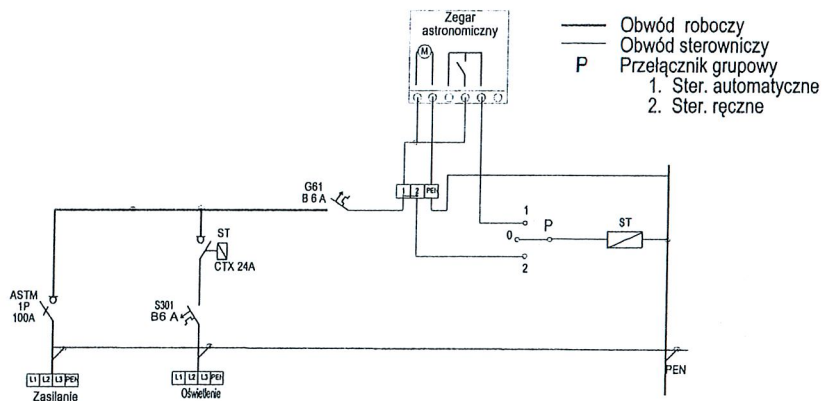 Zegar
astronomiczny
M
Obwód roboczy
Obwód sterowniczy
P Przełącznik grupowy
1. Ster. automatyczne
2. Ster. ręczne
G61
B 6 A
1 2 PEN
1
0
P
2
ST
ST
CTX 24A
ASTM
1P
100A
S301
B6 A
PEN
L1 L2 L3 PEN
Zasilanie
L1 L2 L3 PEN
Oświetlenie